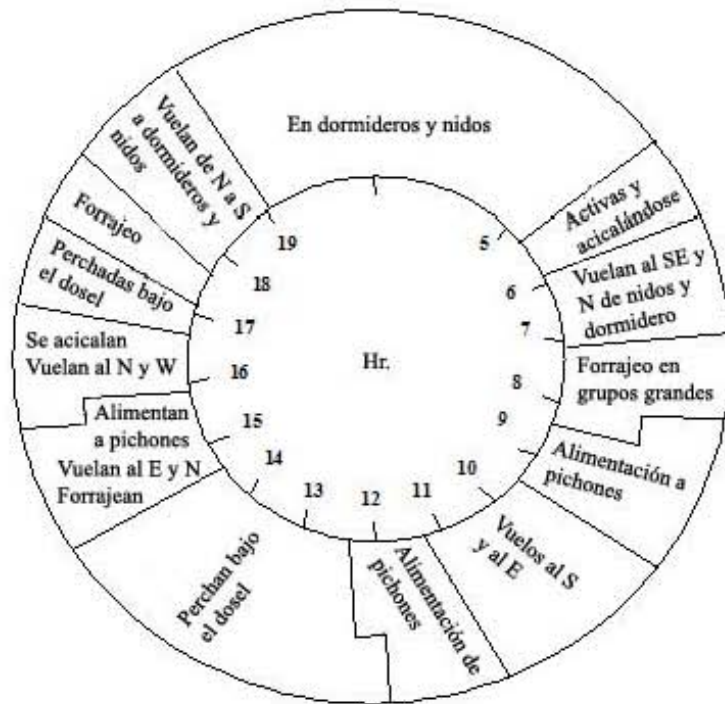 En dormideros y nidos
Activas y
acicalándose
Vuelan al SE y
N de nidos y
dormidero
Forrajeo en
grupos grandes
Alimentación a
pichones
Vuelos al S
y al E
Alimentación de
pichones
Perchan bajo
el dosel
Alimentan
a pichones
Vuelan al E y N
Forrajean
Se acicalan
Vuelan al N y W
Perchadas bajo
el dosel
Forrajeo
Vuelan de N a S
a dormideros y
nidos
5
6
7
8
9
10
11
12
13
14
15
16
17
18
19
Hr.